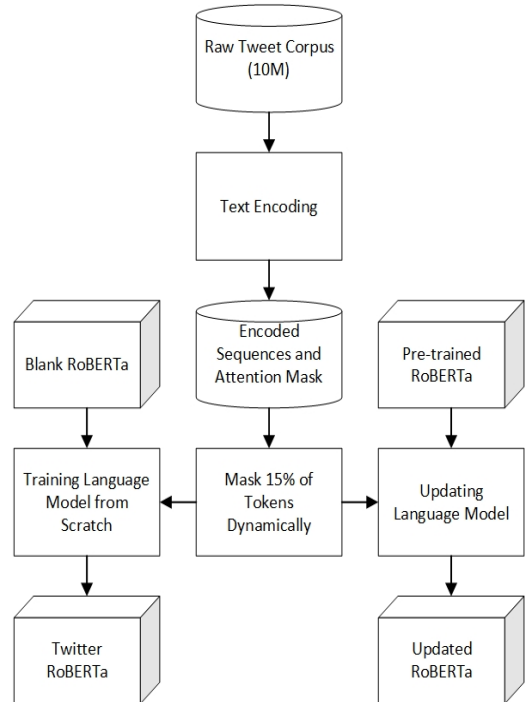 Raw Tweet Corpus
(10M)
Text Encoding
Blank RoBERTa
Encoded
Sequences and
Attention Mask
Pre-trained
RoBERTa
Training Language
Model from
Scratch
Mask 15% of
Tokens
Dynamically
Updating
Language Model
Twitter
RoBERTa
Updated
RoBERTa